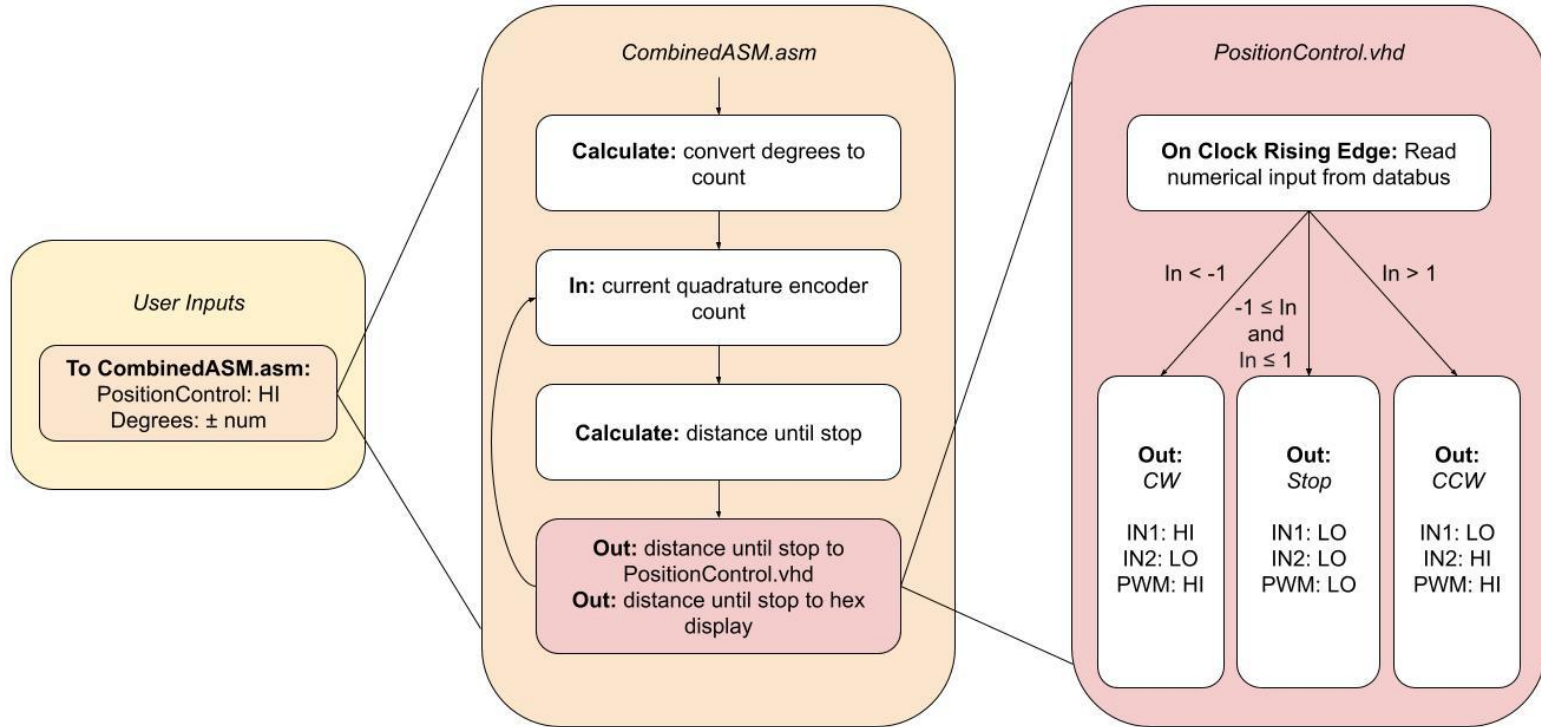 User Inputs
To CombinedASM.asm:
PositionControl: HI
Degrees: ± num
CombinedASM.asm
Calculate: convert degrees to
count
In: current quadrature encoder
count
Calculate: distance until stop
Out: distance until stop to
PositionControl.vhd
Out: distance until stop to hex
display
PositionControl.vhd
On Clock Rising Edge: Read
numerical input from databus
In < -1
-1 ≤ In
and
In ≤ 1
In > 1
Out:
CW
IN1: HI
IN2: LO
PWM: HI
Out:
Stop
IN1: LO
IN2: LO
PWM: LO
Out:
CCW
IN1: LO
IN2: HI
PWM: HI